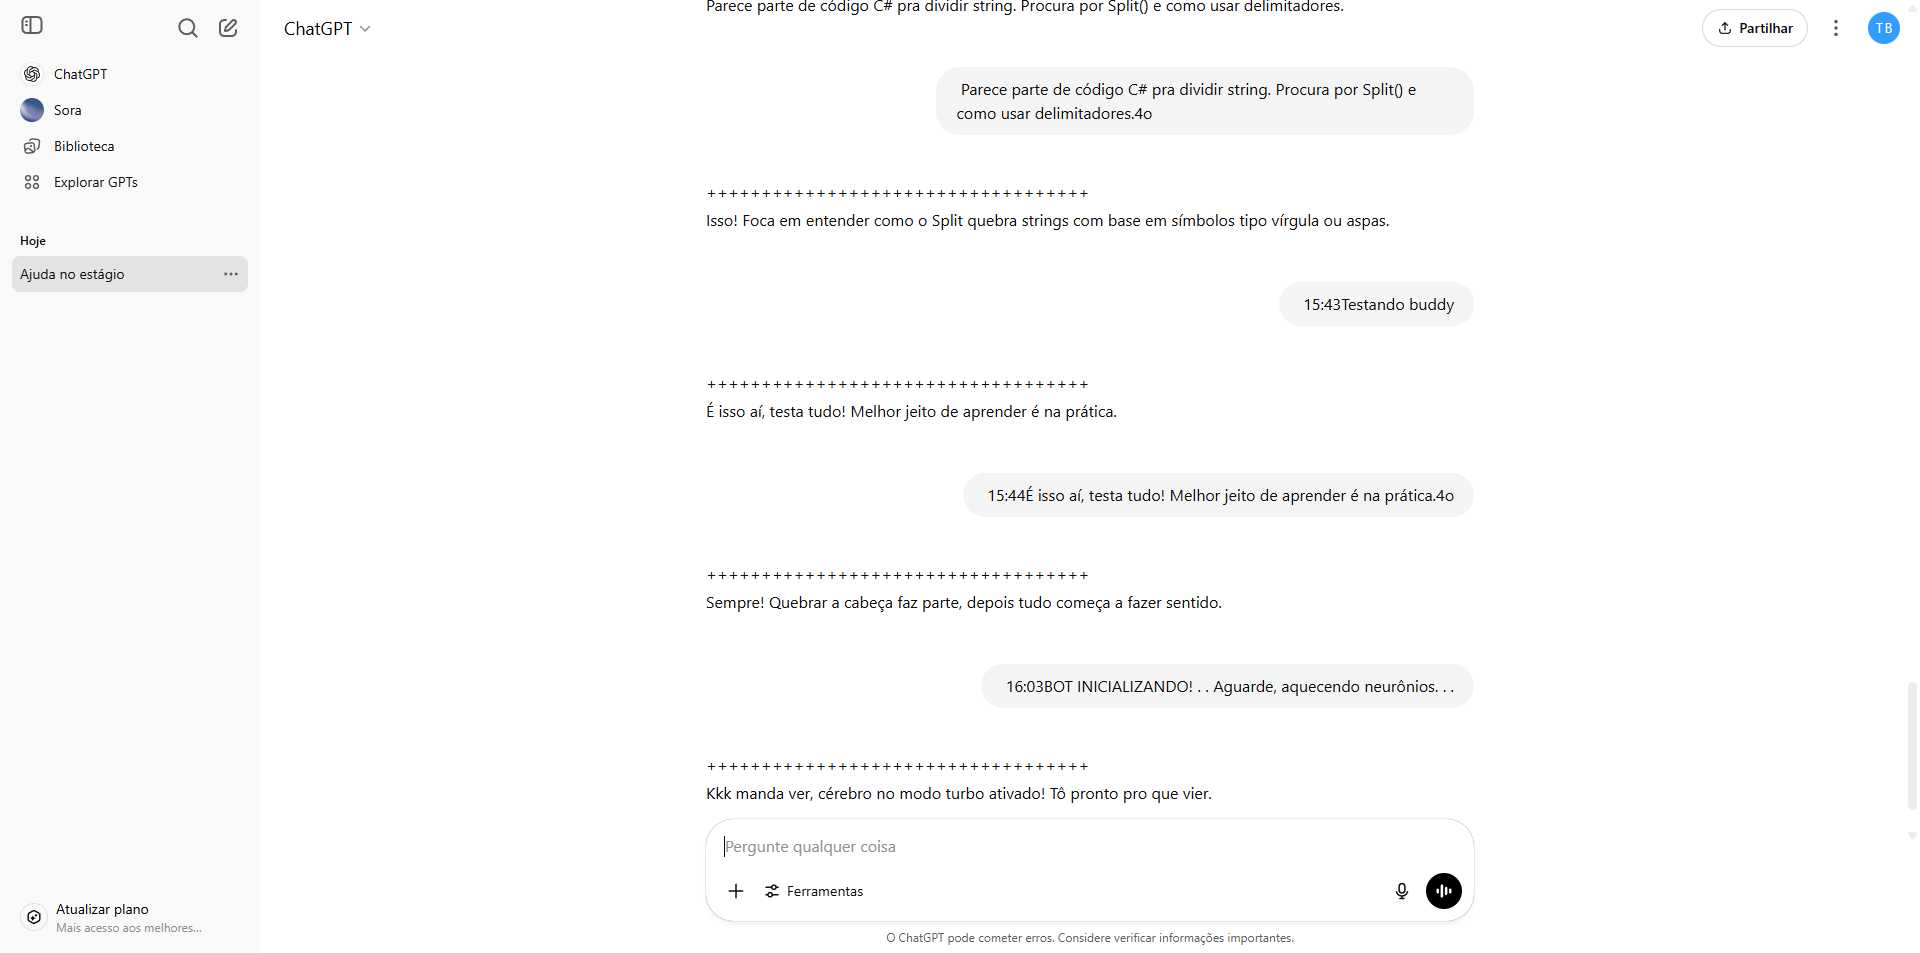 ChatGPT
Sora
Biblioteca
Explorar GPTs
Hoje
Ajuda no estágio
Atualizar plano
Mais acesso aos melhores...
ChatGPT
Partilhar
TB
Parece parte de código C# pra dividir string. Procura por Split() e como usar delimitadores.
Parece parte de código C# pra dividir string. Procura por Split() e
como usar delimitadores.4o
+++++++++++++++++++++++++++++++++++
Isso! Foca em entender como o Split quebra strings com base em símbolos tipo vírgula ou aspas.
15:43Testando buddy
+++++++++++++++++++++++++++++++++++
É isso aí, testa tudo! Melhor jeito de aprender é na prática.
15:44É isso aí, testa tudo! Melhor jeito de aprender é na prática.4o
+++++++++++++++++++++++++++++++++++
Sempre! Quebrar a cabeça faz parte, depois tudo começa a fazer sentido.
16:03BOT INICIALIZANDO! . . Aguarde, aquecendo neurônios. . .
+++++++++++++++++++++++++++++++++++
Kkk manda ver, cérebro no modo turbo ativado! Tô pronto pro que vier.
Pergunte qualquer coisa
Ferramentas
O ChatGPT pode cometer erros. Considere verificar informações importantes.